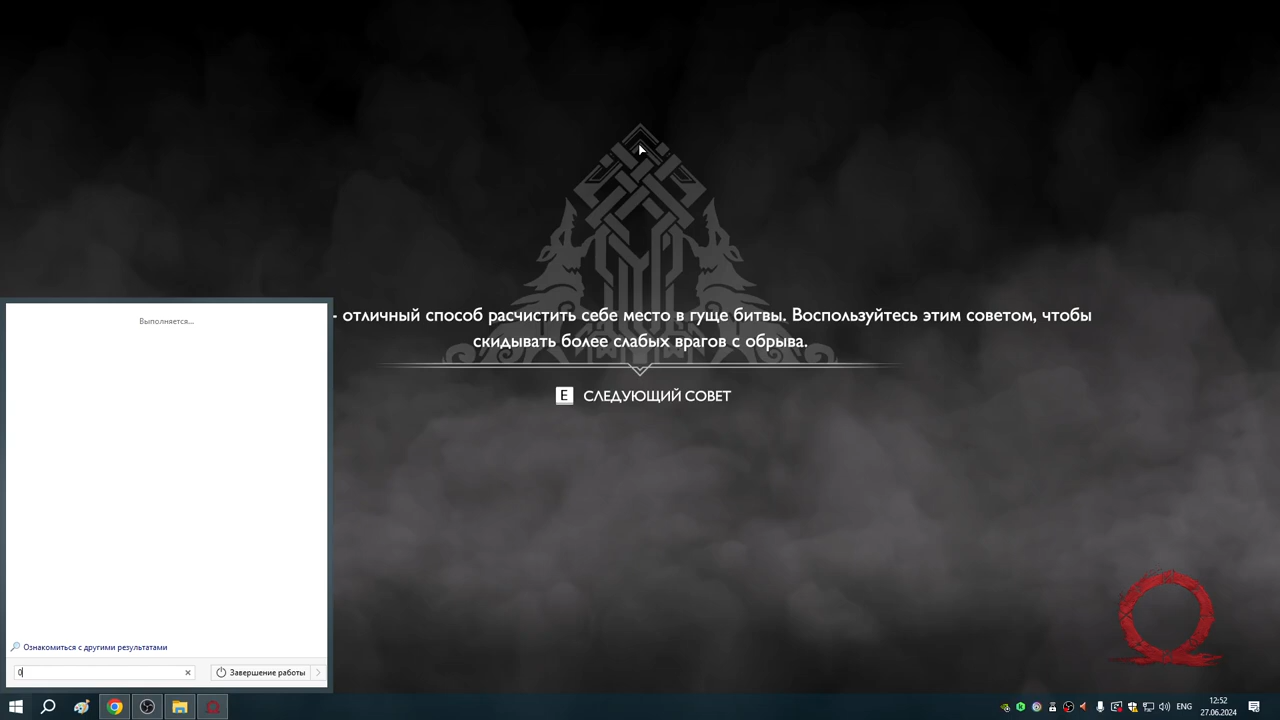 - отличный способ расчистить себе место в гуще битвы. Воспользуйтесь этим советом, чтобы
скидывать более слабых врагов с обрыва.
E СЛЕДУЮЩИЙ СОВЕТ
Выполняется...
Ознакомиться с другими результатами
0
Завершение работы
ENG
12:52
27.06.2024